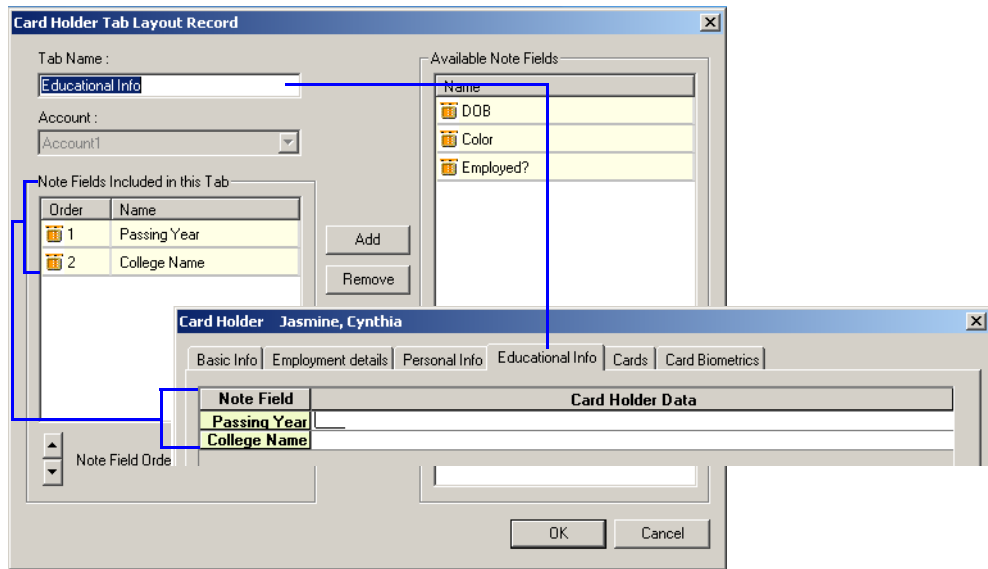 Card Holder Tab Layout Record
Tab Name :
Educational Info
Account :
Account1
Note Fields Included in this Tab
Order Name
1 Passing Year
2 College Name
Add
Remove
Available Note Fields
Name
DOB
Color
Employed?
Card Holder Jasmine, Cynthia
Basic Info Employment details Personal Info Educational Info Cards Card Biometrics
Note Field Card Holder Data
Passing Year
College Name
Note Field Orde
OK Cancel